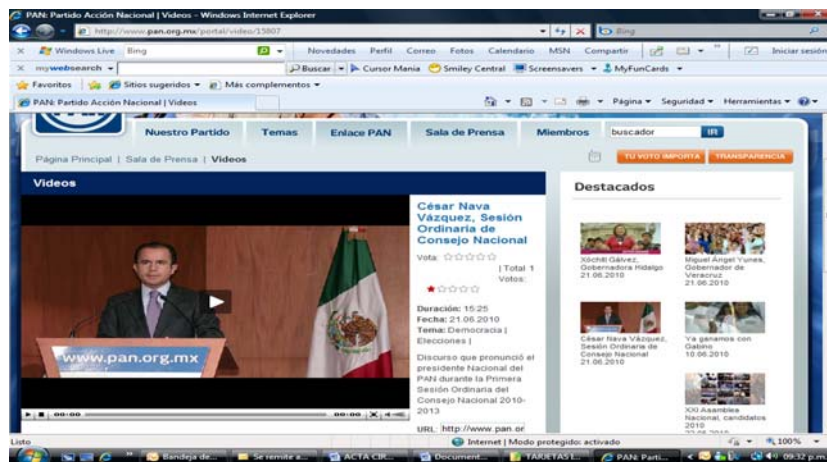 PAN: Partido Acción Nacional | Videos - Windows Internet Explorer
http://www.pan.org.mx/portal/video/15807
Bing
Windows Live Bing Novedades Perfil Correo Fotos Calendario MSN Compartir Iniciar sesión
mywebsearch Buscar Cursor Mania Smiley Central Screensavers MyFunCards
Favoritos Sitios sugeridos Más complementos
PAN: Partido Acción Nacional | Videos Página Seguridad Herramientas
Nuestro Partido Temas Enlace PAN Sala de Prensa Miembros buscador IR
Página Principal | Sala de Prensa | Videos TU VOTO IMPORTA TRANSPARENCIA
Videos
www.pan.org.mx
00:00 00:00
César Nava
Vázquez, Sesión
Ordinaria de
Consejo Nacional
Vota:
| Total 1
Votos:
Duración: 15:25
Fecha: 21.06.2010
Tema: Democracia |
Elecciones |
Discurso que pronunció el
presidente Nacional del
PAN durante la Primera
Sesión Ordinaria del
Consejo Nacional 2010-
2013
URL: http://www.pan.or
Destacados
Xóchitl Gálvez,
Gobernadora Hidalgo
21.06.2010
Miguel Ángel Yunes,
Gobernador de
Veracruz
21.06.2010
César Nava Vázquez,
Sesión Ordinaria de
Consejo Nacional
21.06.2010
Ya ganamos con
Gabino
10.06.2010
XXI Asamblea
Nacional, candidatos
2010
Listo Internet | Modo protegido: activado 100%
Bandeja de... Se remite a... ACTA CIR... Document... TARJETAS I... PAN: Parti... 09:32 p.m.